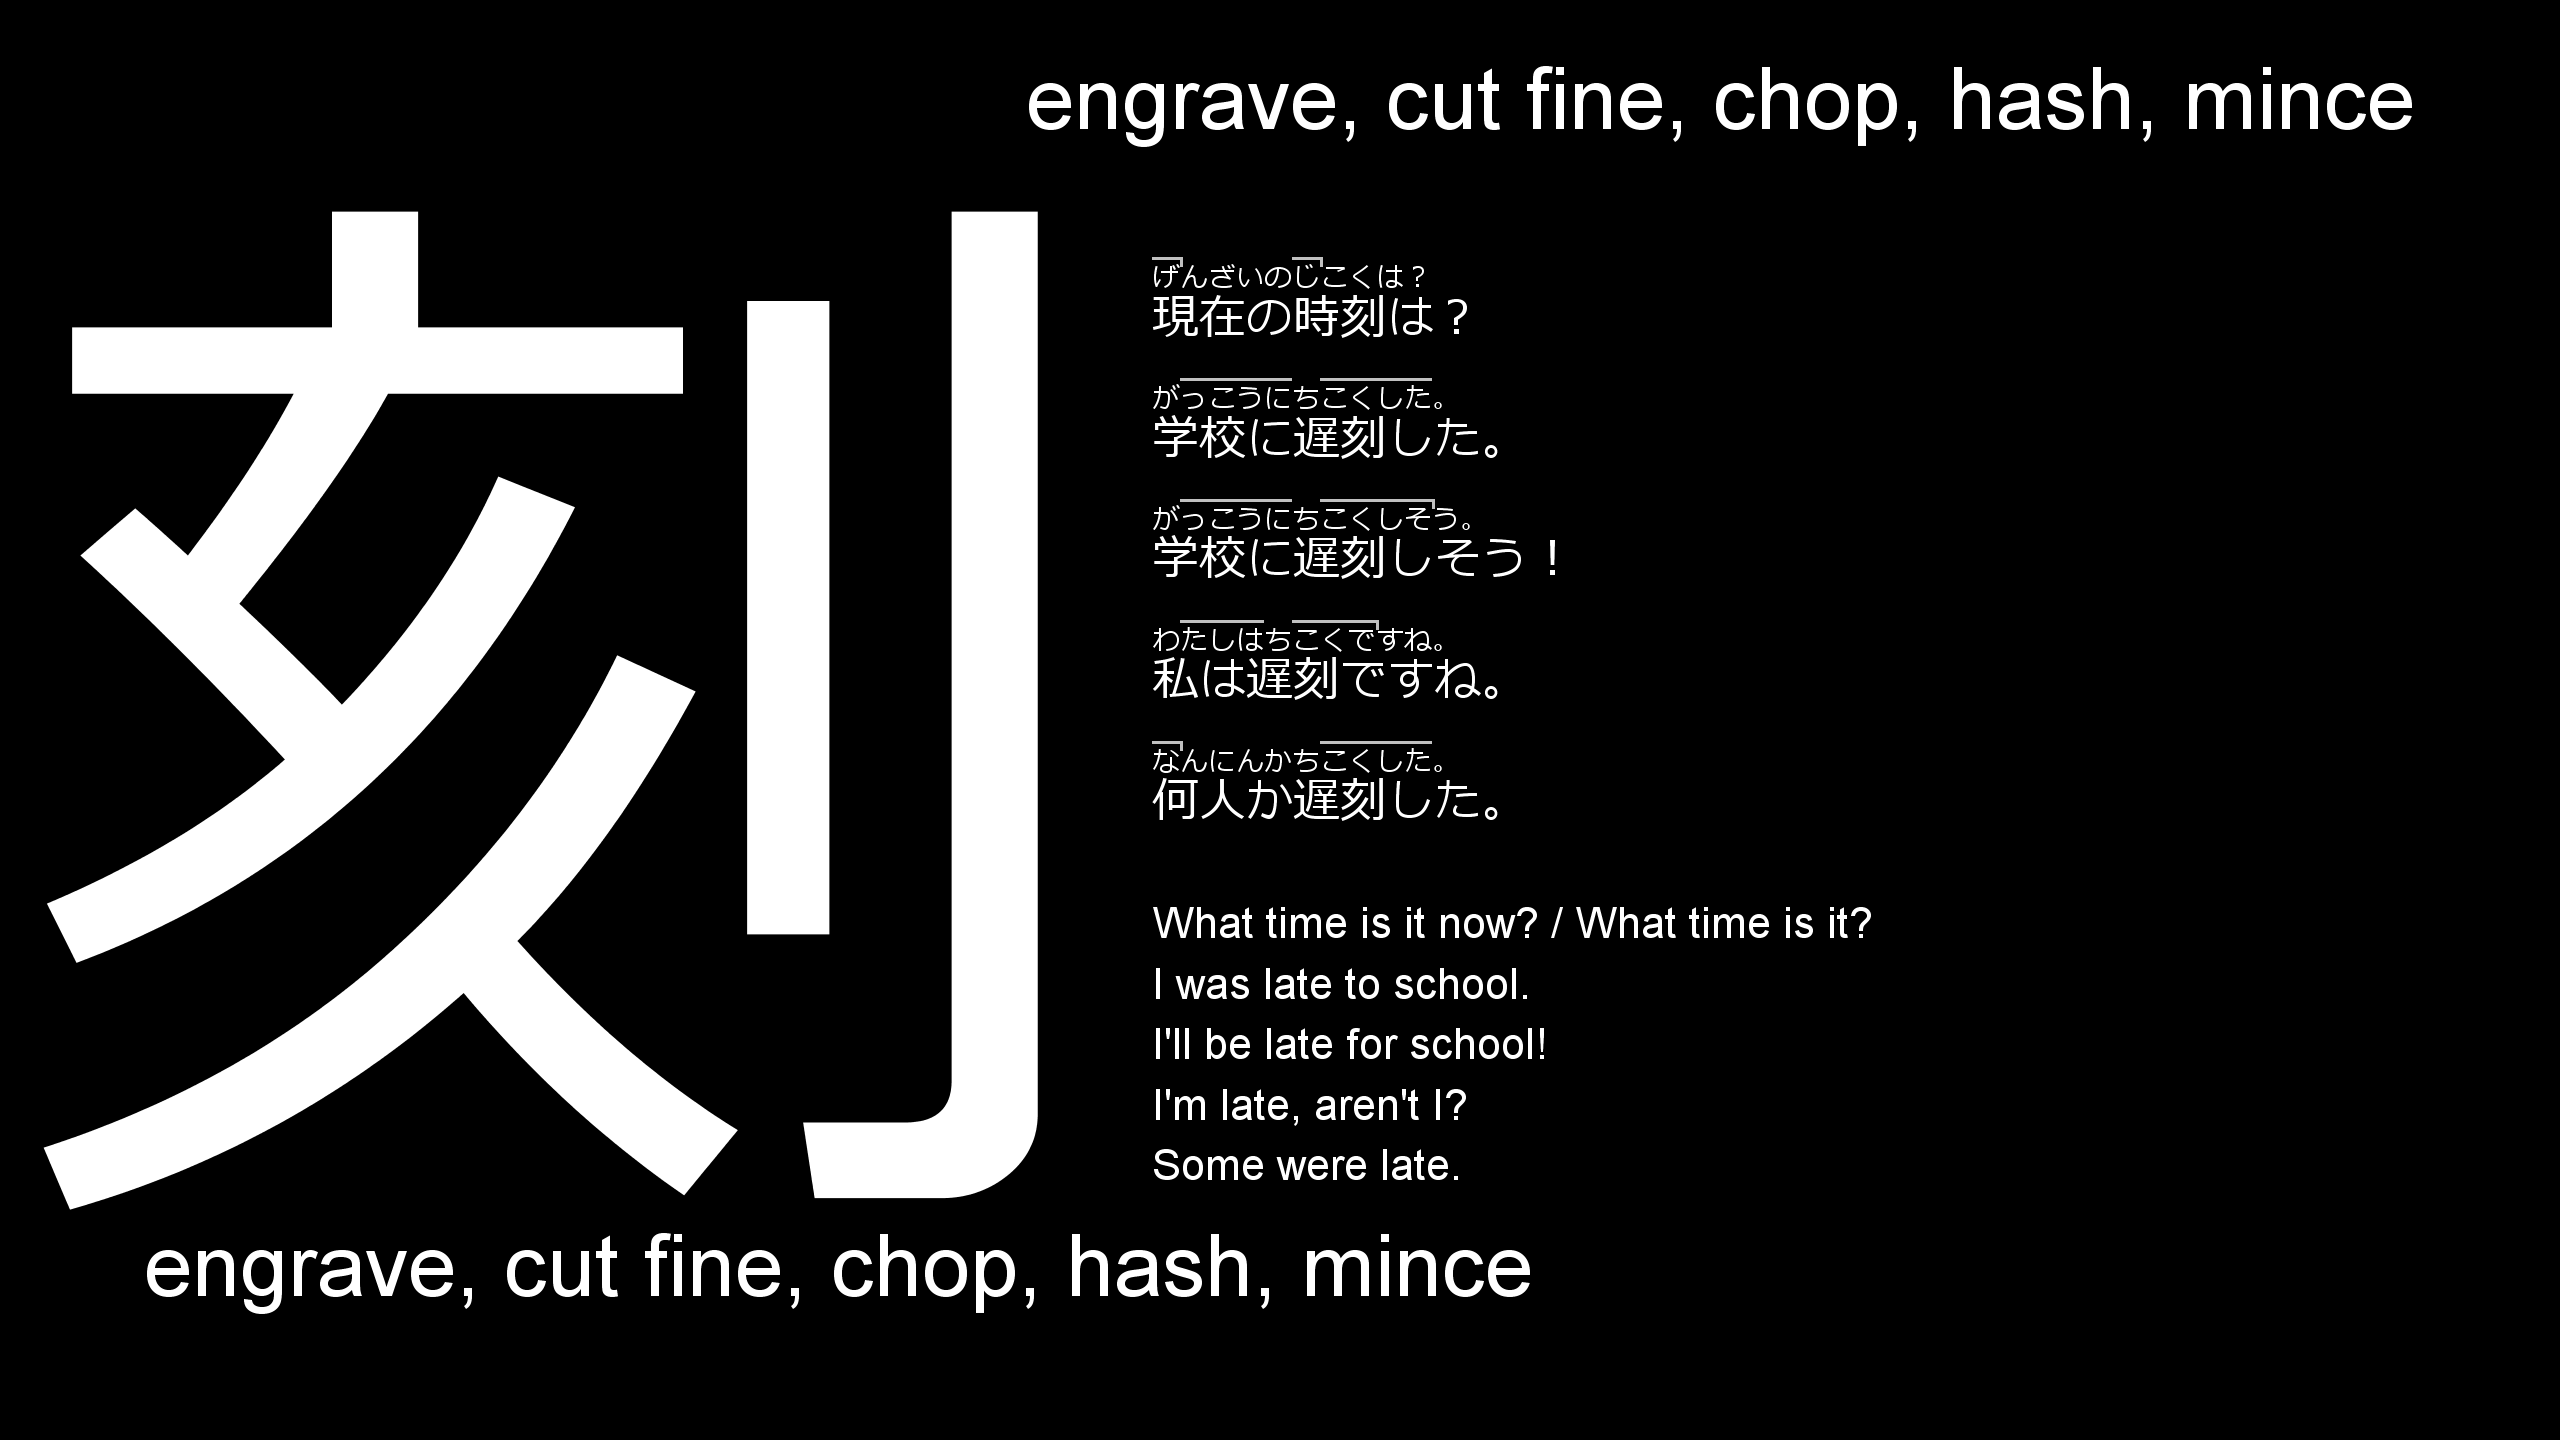 engrave, cut fine, chop, hash, mince
刻
げんざいのじこくは？
現在の時刻は？
がっこうにちこくした。
学校に遅刻した。
がっこうにちこくしそう。
学校に遅刻しそう！
わたしはちこくですね。
私は遅刻ですね。
なんにんかちこくした。
何人か遅刻した。
What time is it now? / What time is it?
I was late to school.
I'll be late for school!
I'm late, aren't I?
Some were late.
engrave, cut fine, chop, hash, mince